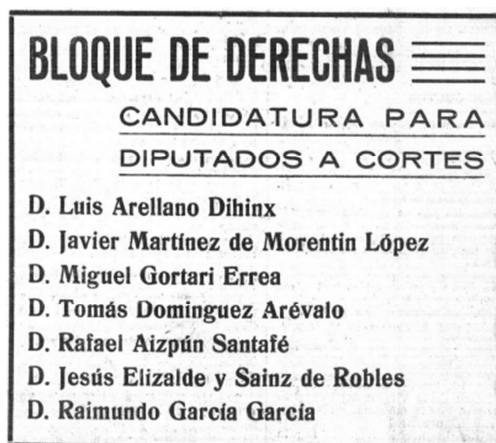 BLOQUE DE DERECHAS
CANDIDATURA PARA
DIPUTADOS A CORTES
D. Luis Arellano Dihinx
D. Javier Martínez de Morentin López
D. Miguel Gortari Errea
D. Tomás Dominguez Arévalo
D. Rafael Aizpún Santafé
D. Jesús Elizalde y Sainz de Robles
D. Raimundo García García